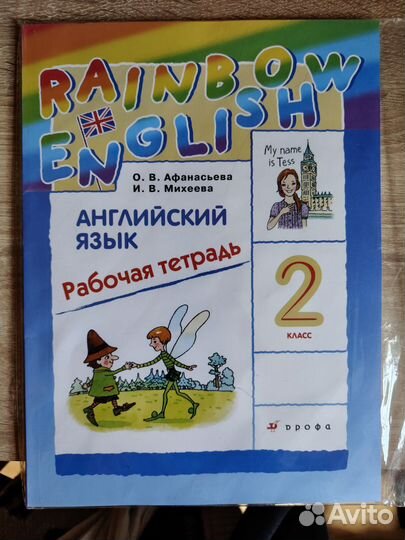 RAINBOW
ENGLISH
О. В. Афанасьева
И. В. Михеева
My name
is Tess
АНГЛИЙСКИЙ
ЯЗЫК
Рабочая тетрадь
2
КЛАСС
дрофа
Avito